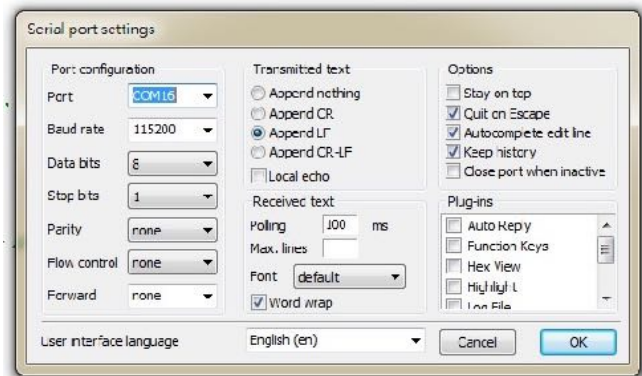 Serial port settings
Port configuration
Port COM16
Baud rate 115200
Data bits 8
Stop bits 1
Parity none
Flow control none
Forward none
Transmitted text
Append nothing
Append CR
Append LF
Append CR-LF
Local echo
Received text
Polling 100 ms
Max. lines
Font default
Word wrap
Options
Stay on top
Quit on Escape
Autocomplete edit line
Keep history
Close port when inactive
Plug-ins
Auto Reply
Function Keys
Hex View
Highlight
Log File
User interface language English (en)
Cancel OK